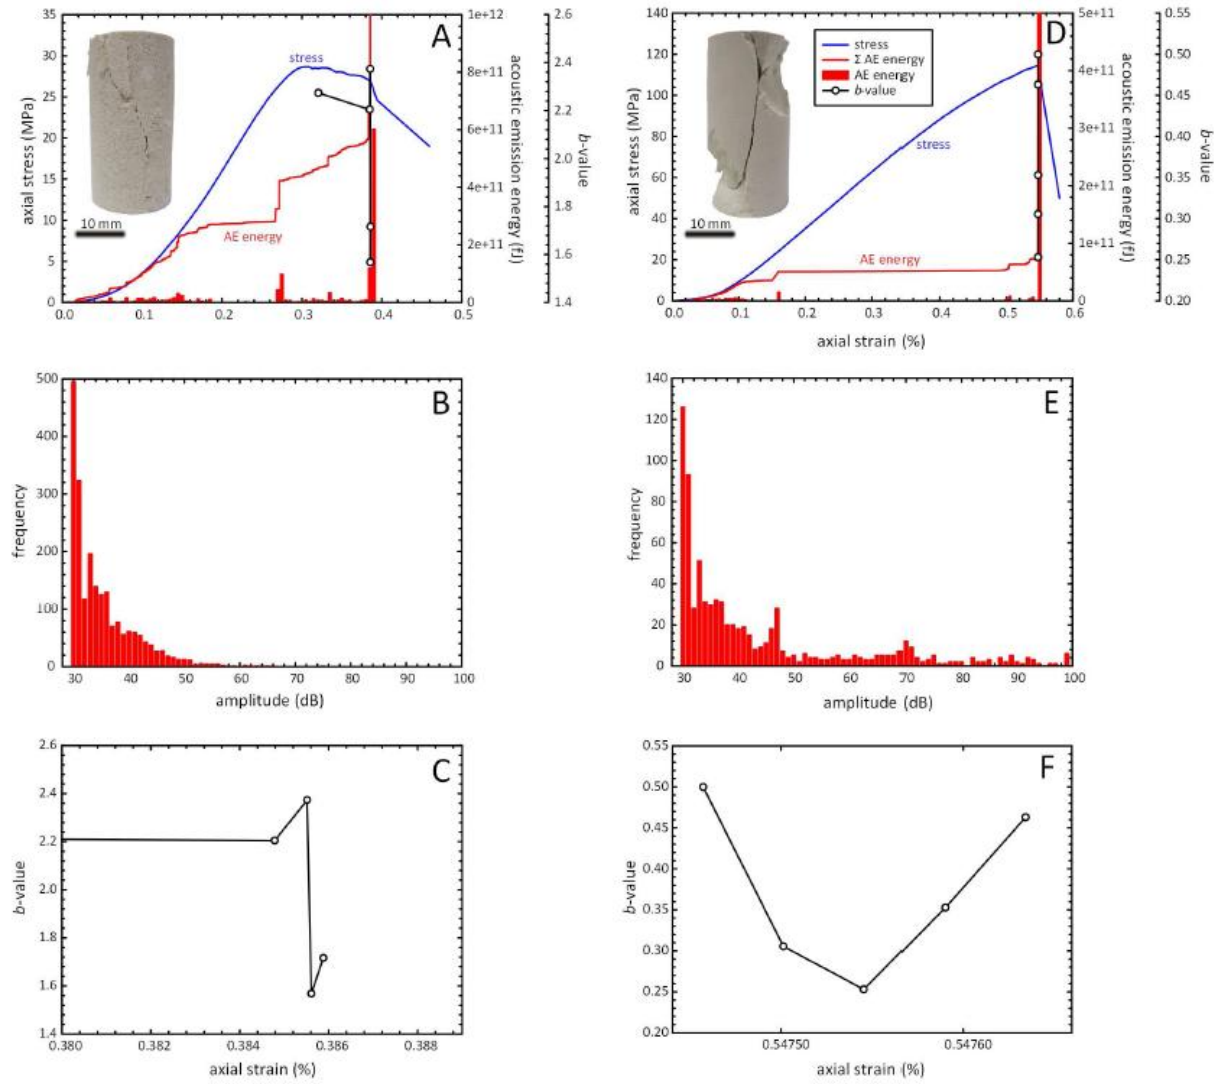 A
axial stress (MPa)
35
30
25
20
15
10
5
0
0.0
0.1
0.2
0.3
0.4
0.5
stress
AE energy
10 mm
1e+12
8e+11
6e+11
4e+11
2e+11
0
acoustic emission energy (fJ)
2.6
2.4
2.2
2.0
1.8
1.6
1.4
b-value
D
axial stress (MPa)
140
120
100
80
60
40
20
0
0.0
0.1
0.2
0.3
0.4
0.5
0.6
axial strain (%)
stress
Σ AE energy
AE energy
b-value
stress
AE energy
10 mm
5e+11
4e+11
3e+11
2e+11
1e+11
0
acoustic emission energy (fJ)
0.55
0.50
0.45
0.40
0.35
0.30
0.25
0.20
b-value
B
frequency
500
400
300
200
100
0
30
40
50
60
70
80
90
100
amplitude (dB)
E
frequency
140
120
100
80
60
40
20
0
30
40
50
60
70
80
90
100
amplitude (dB)
C
b-value
2.6
2.4
2.2
2.0
1.8
1.6
1.4
0.380
0.382
0.384
0.386
0.388
axial strain (%)
F
b-value
0.55
0.50
0.45
0.40
0.35
0.30
0.25
0.20
0.54750
0.54760
axial strain (%)